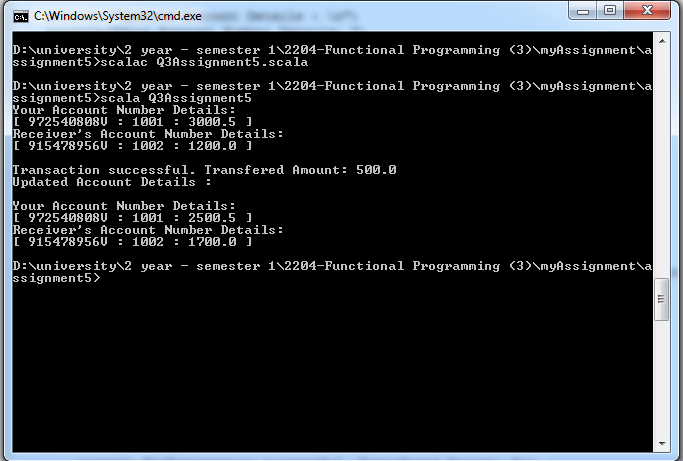 C:\Windows\System32\cmd.exe
D:\university\2 year - semester 1\2204-Functional Programming (3)\myAssignment\a
ssignment5>scalac Q3Assignment5.scala
D:\university\2 year - semester 1\2204-Functional Programming (3)\myAssignment\a
ssignment5>scala Q3Assignment5
Your Account Number Details:
[ 972540808V : 1001 : 3000.5 ]
Receiver's Account Number Details:
[ 915478956V : 1002 : 1200.0 ]
Transaction successful. Transfered Amount: 500.0
Updated Account Details :
Your Account Number Details:
[ 972540808V : 1001 : 2500.5 ]
Receiver's Account Number Details:
[ 915478956V : 1002 : 1700.0 ]
D:\university\2 year - semester 1\2204-Functional Programming (3)\myAssignment\a
ssignment5>